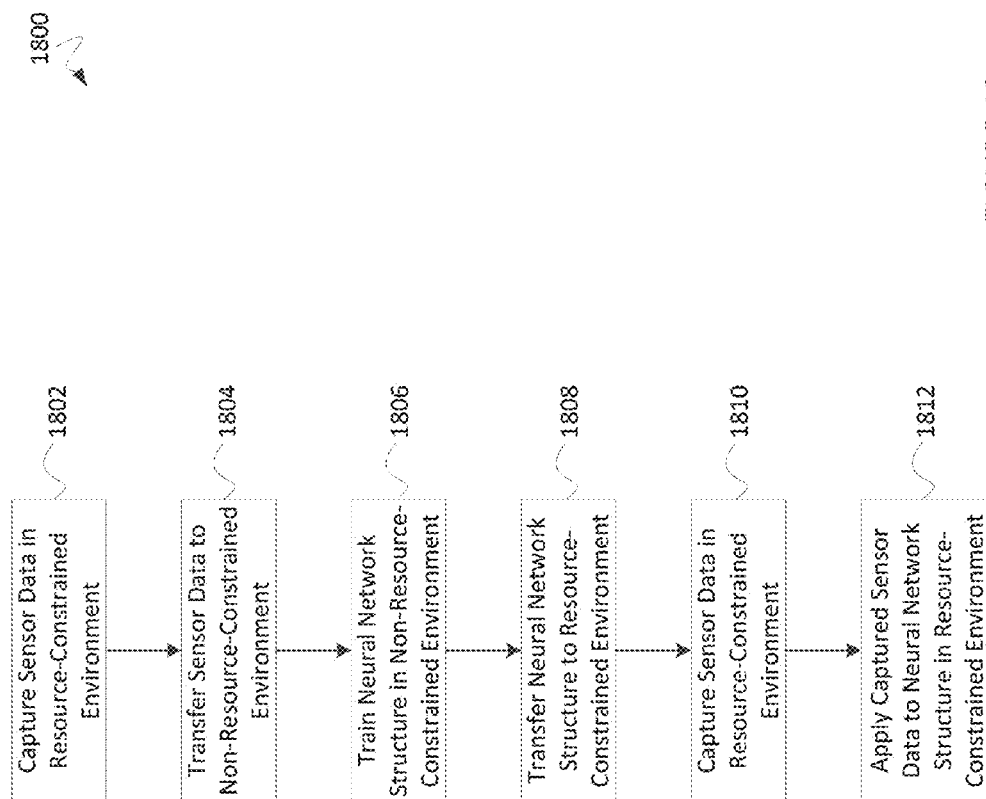 1800
Capture Sensor Data in
Resource-Constrained
Environment
1802
Transfer Sensor Data to
Non-Resource-Constrained
Environment
1804
Train Neural Network
Structure in Non-Resource-
Constrained Environment
1806
Transfer Neural Network
Structure to Resource-
Constrained Environment
1808
Capture Sensor Data in
Resource-Constrained
Environment
1810
Apply Captured Sensor
Data to Neural Network
Structure in Resource-
Constrained Environment
1812